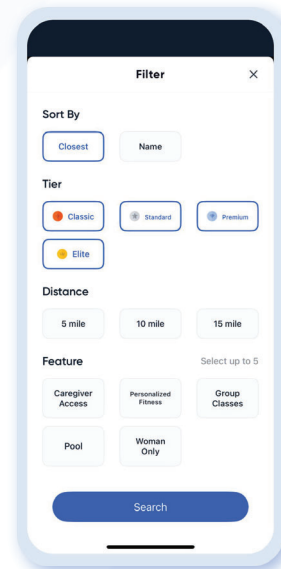 Filter
Sort By
Closest Name
Tier
Classic Standard Premium
Elite
Distance
5 mile 10 mile 15 mile
Feature Select up to 5
Caregiver Access Personalized Fitness Group Classes
Pool Woman Only
Search